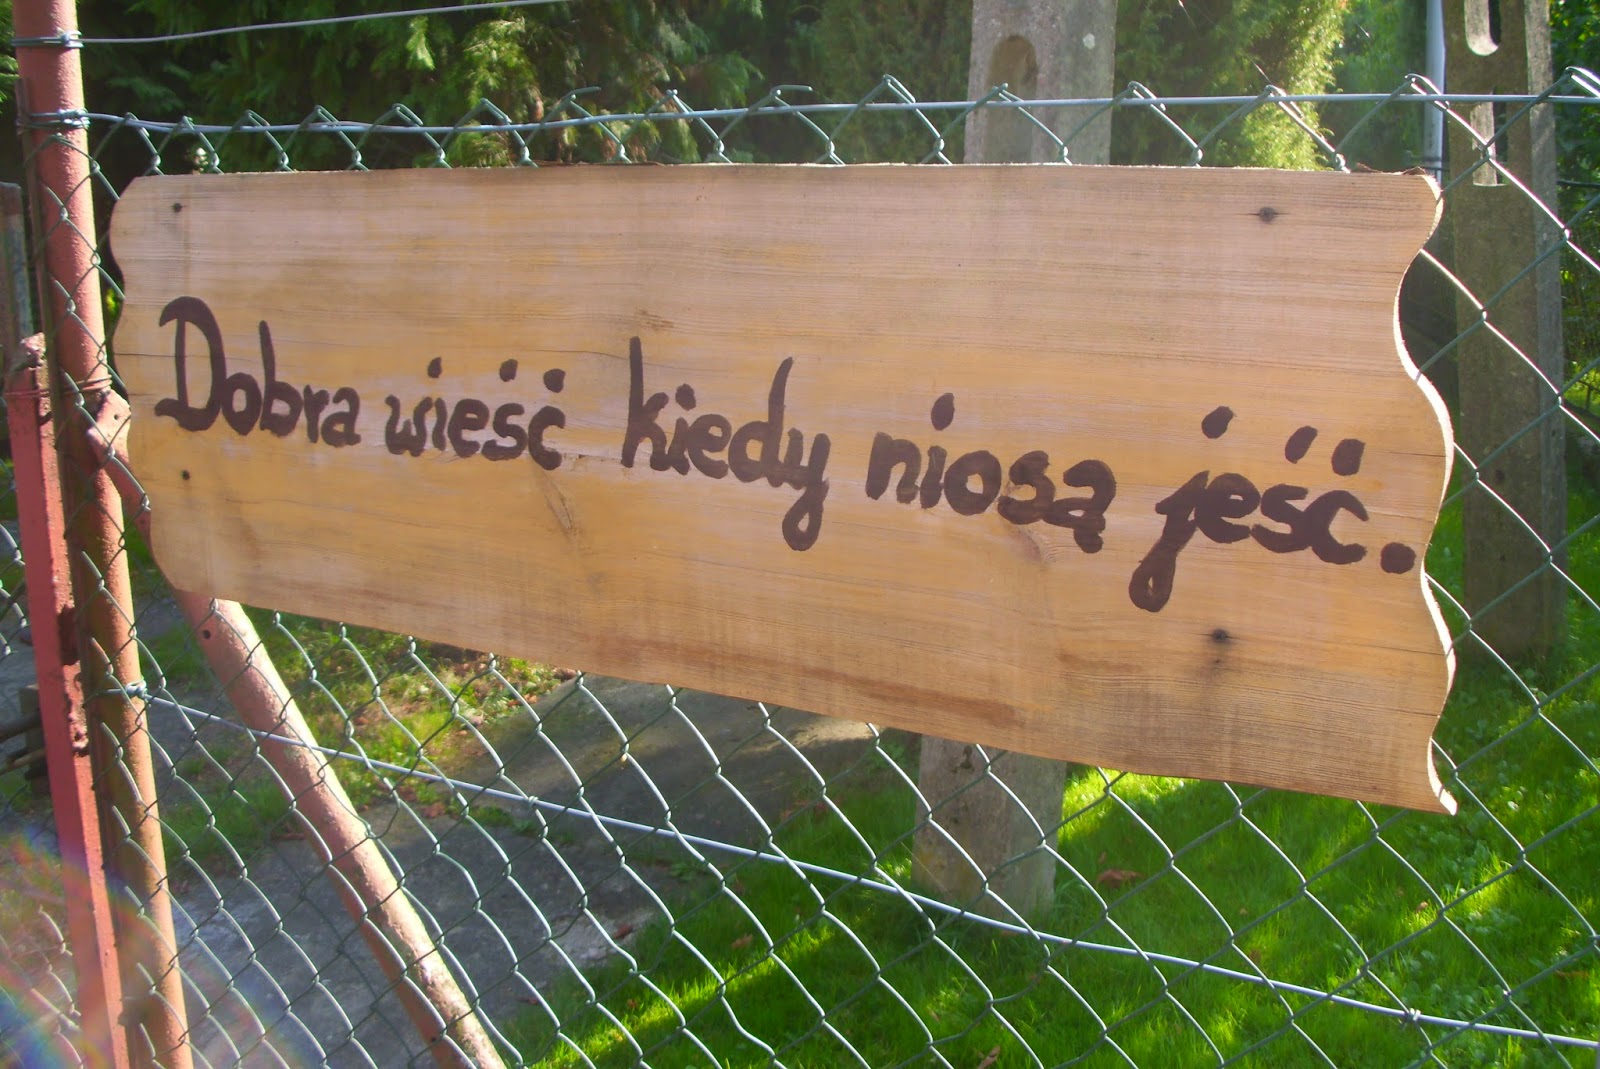 Dobra wieść kiedy niosą jeść.